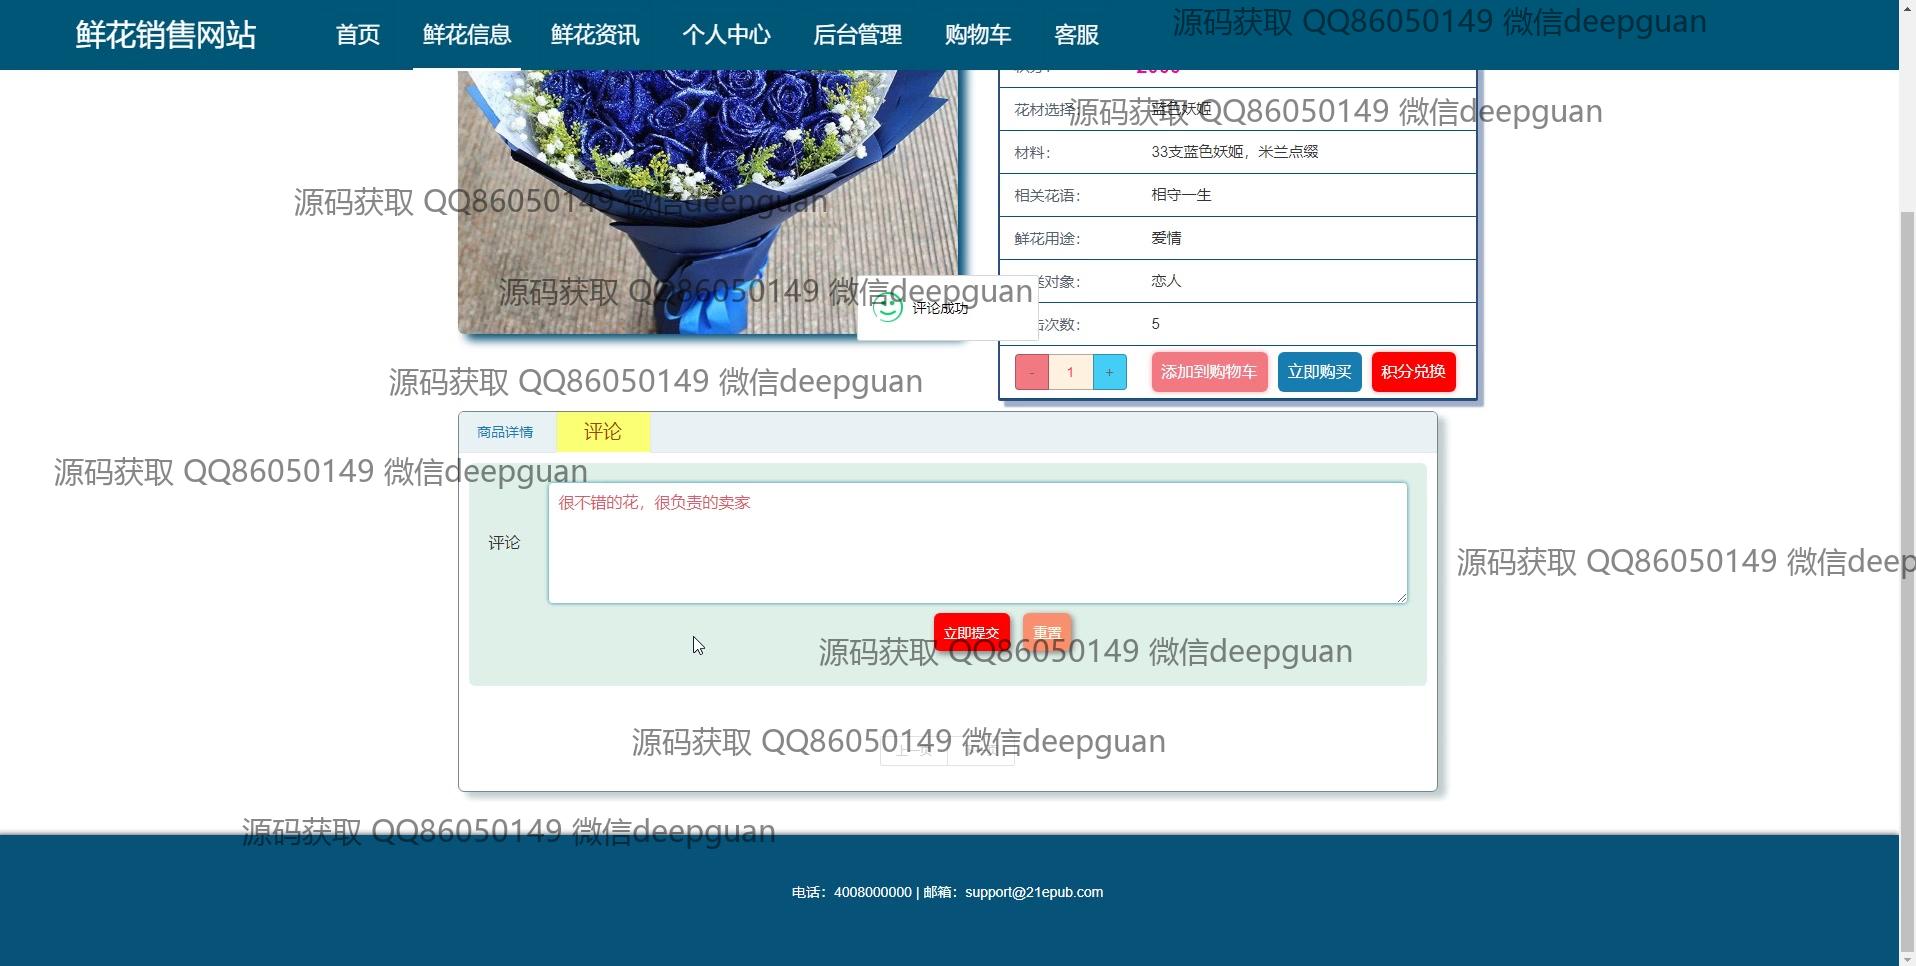 鲜花销售网站 首页 鲜花信息 鲜花资讯 个人中心 后台管理 购物车 客服
源码获取 QQ86050149 微信deepguan
2000
花材选择： 蓝色妖姬
源码获取 QQ86050149 微信deepguan
材料： 33支蓝色妖姬，米兰点缀
相关花语： 相守一生
源码获取 QQ86050149 微信deepguan
鲜花用途： 爱情
对象： 恋人
源码获取 QQ86050149 微信deepguan
评论成功
次数： 5
- 1 + 添加到购物车 立即购买 积分兑换
源码获取 QQ86050149 微信deepguan
商品详情 评论
源码获取 QQ86050149 微信deepguan
很不错的花，很负责的卖家
评论
源码获取 QQ86050149 微信deep
立即提交 重置
源码获取 QQ86050149 微信deepguan
源码获取 QQ86050149 微信deepguan
源码获取 QQ86050149 微信deepguan
电话：4008000000 | 邮箱：support@21epub.com